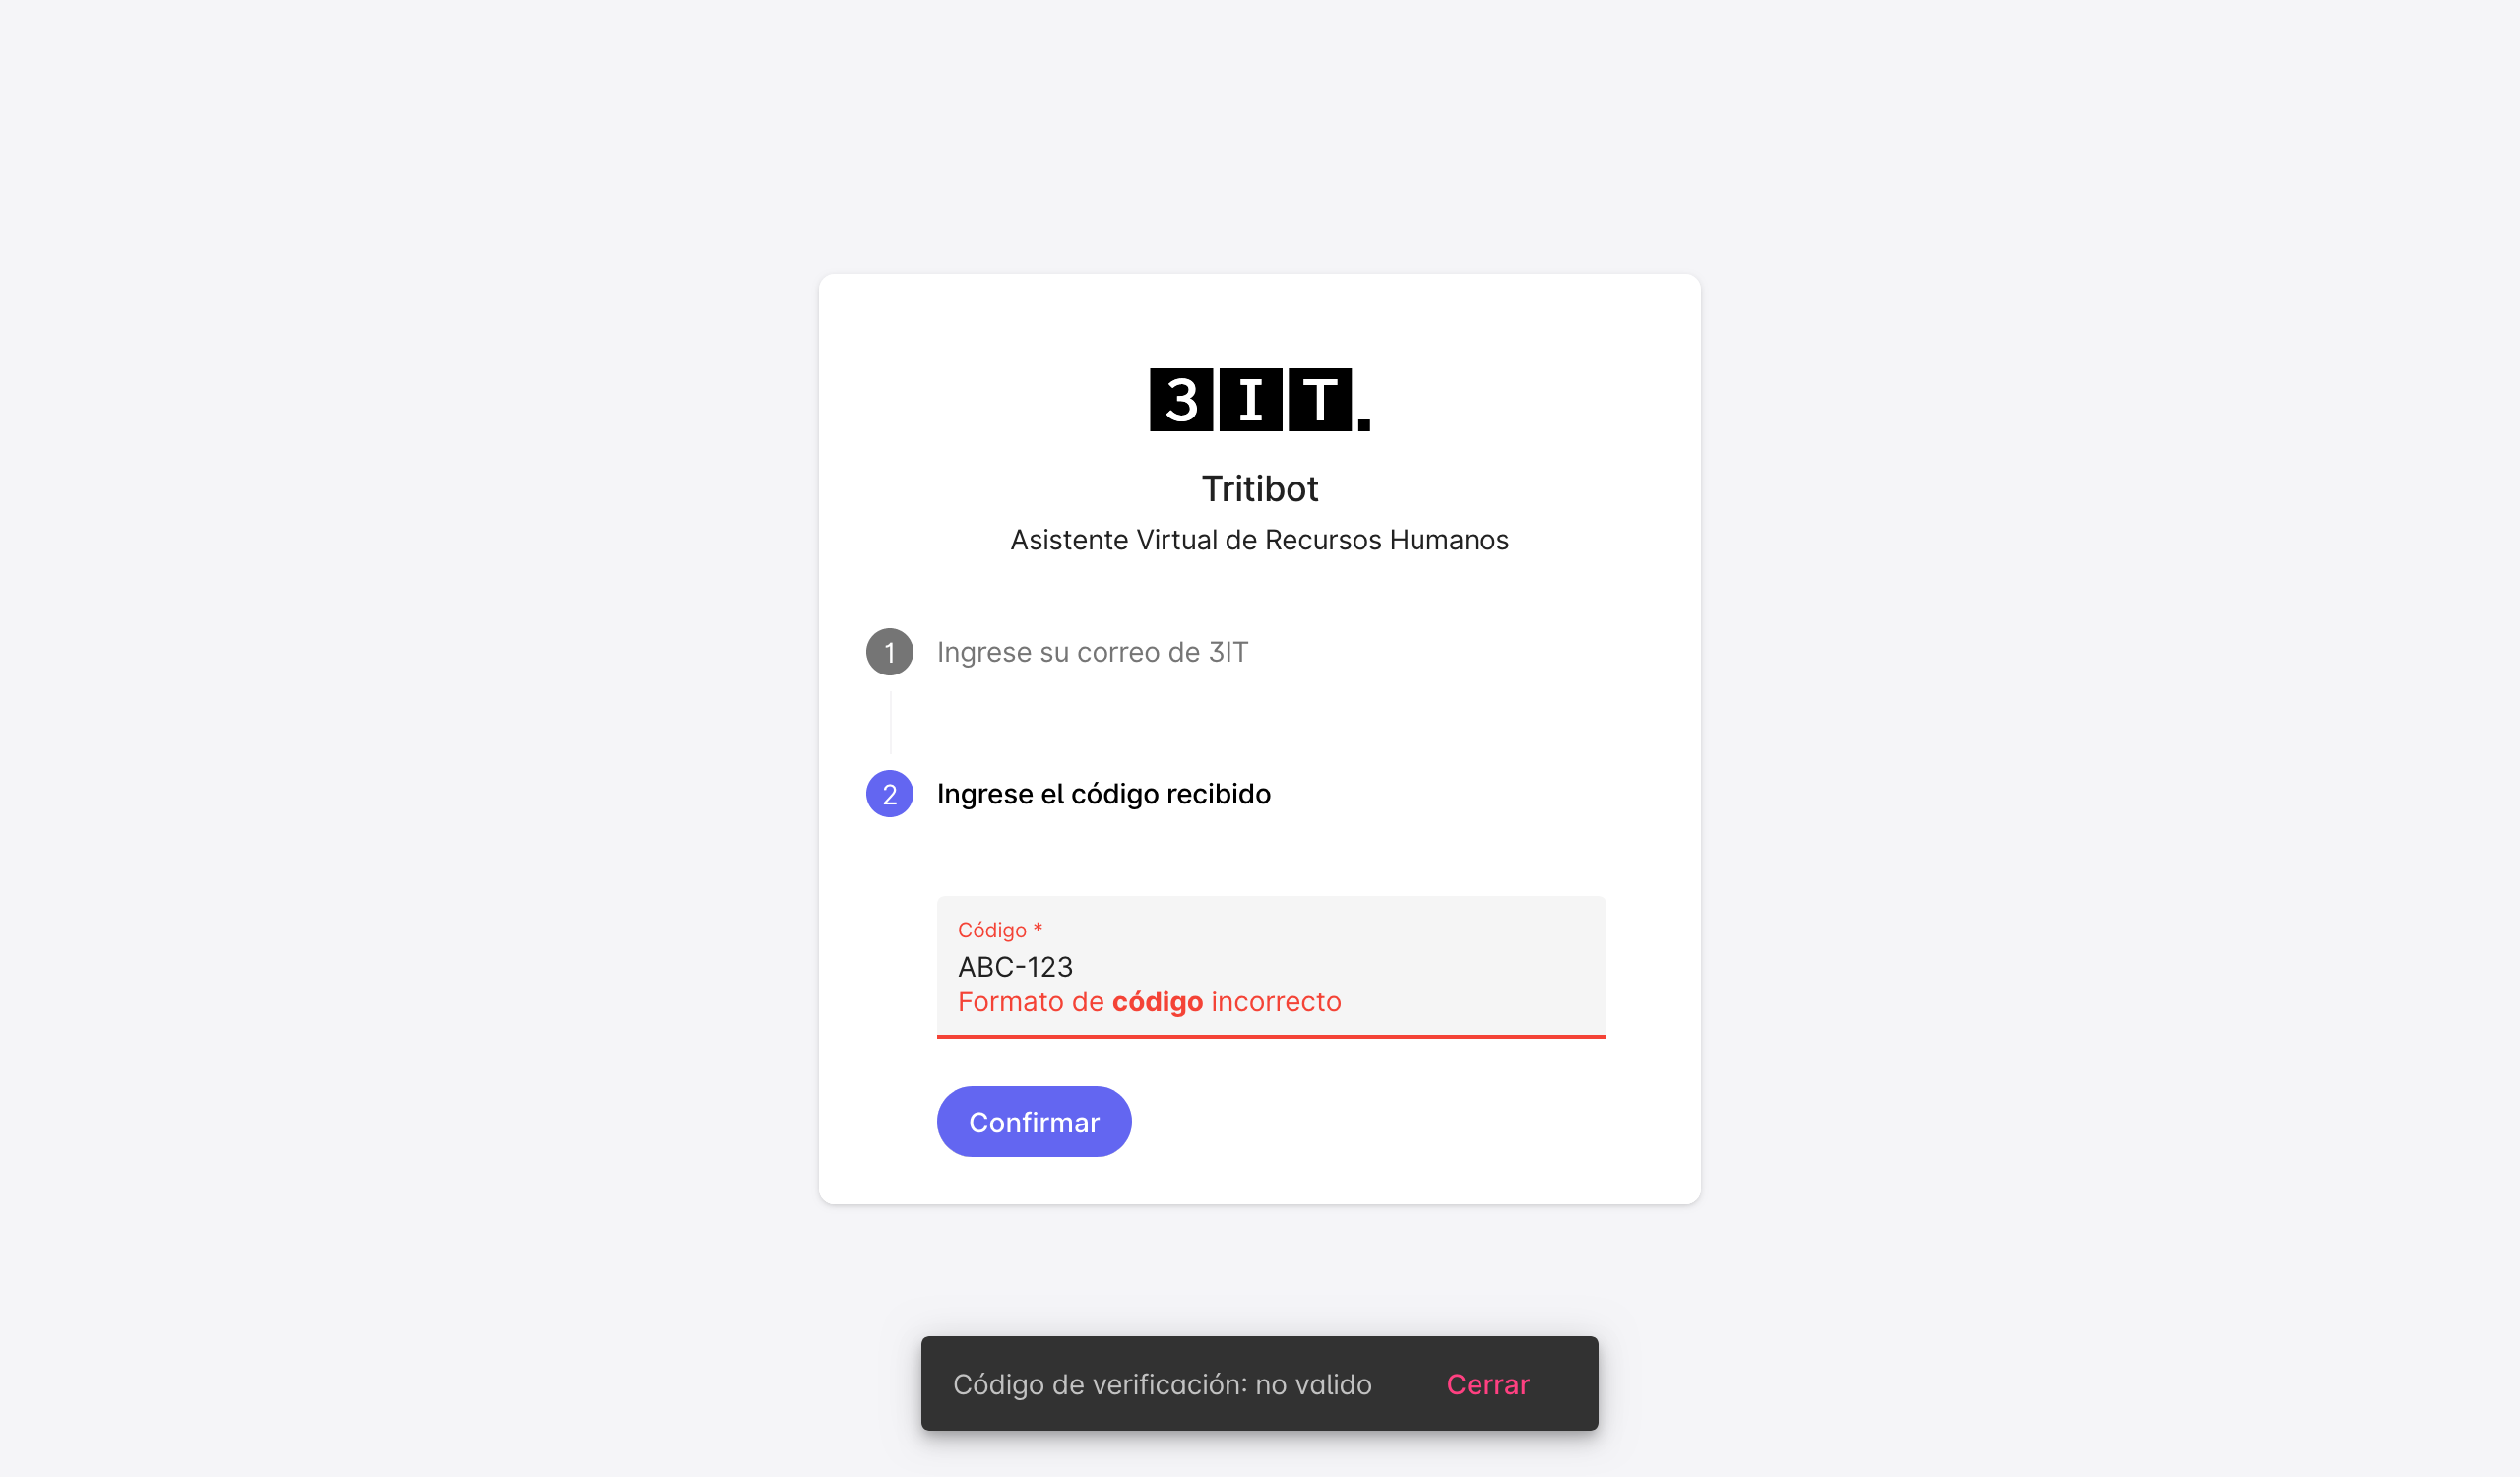 3IT.
Tritibot
Asistente Virtual de Recursos Humanos
1 Ingrese su correo de 3IT
2 Ingrese el código recibido
Código *
ABC-123
Formato de código incorrecto
Confirmar
Código de verificación: no valido Cerrar